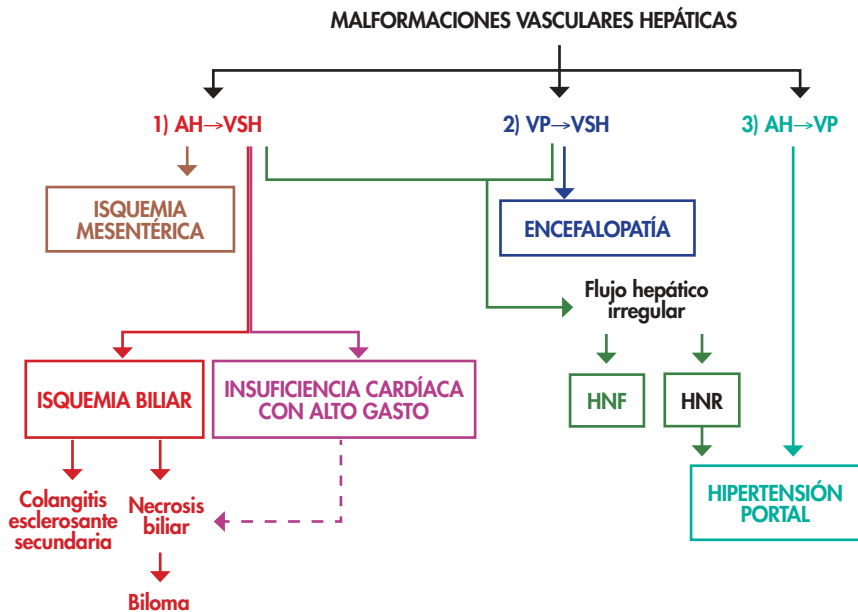 MALFORMACIONES VASCULARES HEPÁTICAS
1) AH→VSH
2) VP→VSH
3) AH→VP
ISQUEMIA
MESENTÉRICA
ENCEFALOPATÍA
Flujo hepático
irregular
ISQUEMIA BILIAR
INSUFICIENCIA CARDÍACA
CON ALTO GASTO
HNF
HNR
HIPERTENSIÓN
PORTAL
Colangitis
esclerosante
secundaria
Necrosis
biliar
Biloma